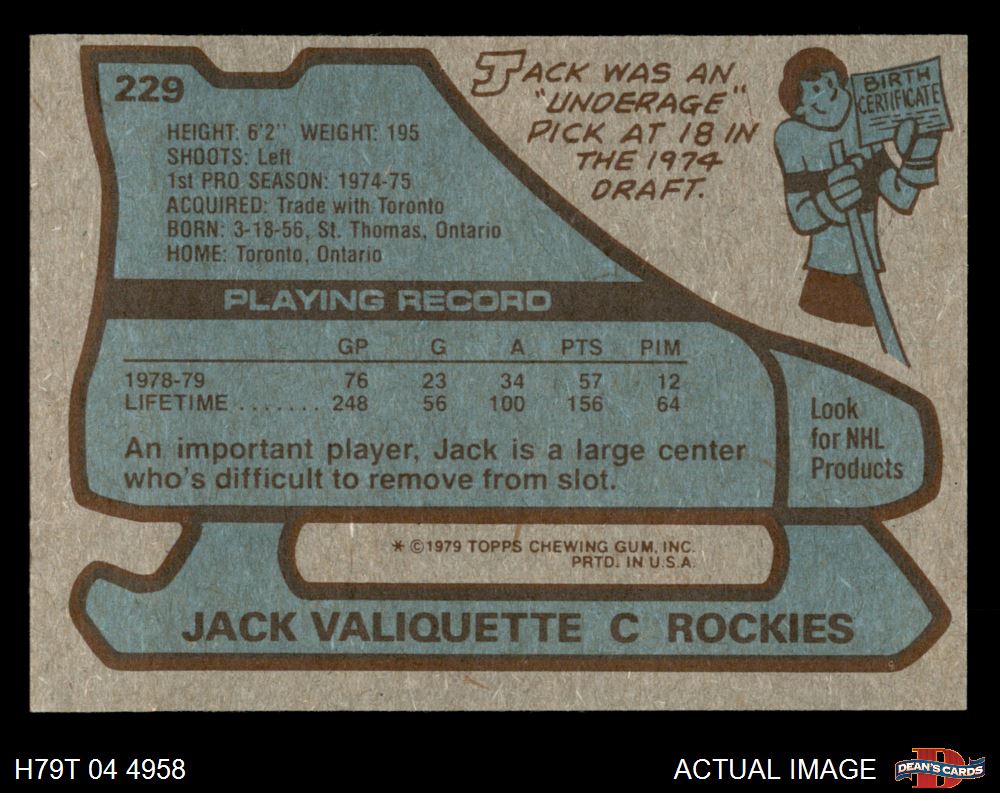 229
HEIGHT: 6'2" WEIGHT: 195
SHOOTS: Left
1st PRO SEASON: 1974-75
ACQUIRED: Trade with Toronto
BORN: 3-18-56, St. Thomas, Ontario
HOME: Toronto, Ontario
JACK WAS AN
"UNDERAGE"
PICK AT 18 IN
THE 1974
DRAFT.
BIRTH
CERTIFICATE
PLAYING RECORD
GP G A PTS PIM
1978-79 76 23 34 57 12
LIFETIME ....... 248 56 100 156 64
An important player, Jack is a large center
who's difficult to remove from slot.
Look
for NHL
Products
* ©1979 TOPPS CHEWING GUM, INC.
PRTD. IN U.S.A.
JACK VALIQUETTE C ROCKIES
H79T 04 4958
ACTUAL IMAGE
DEAN'S CARDS